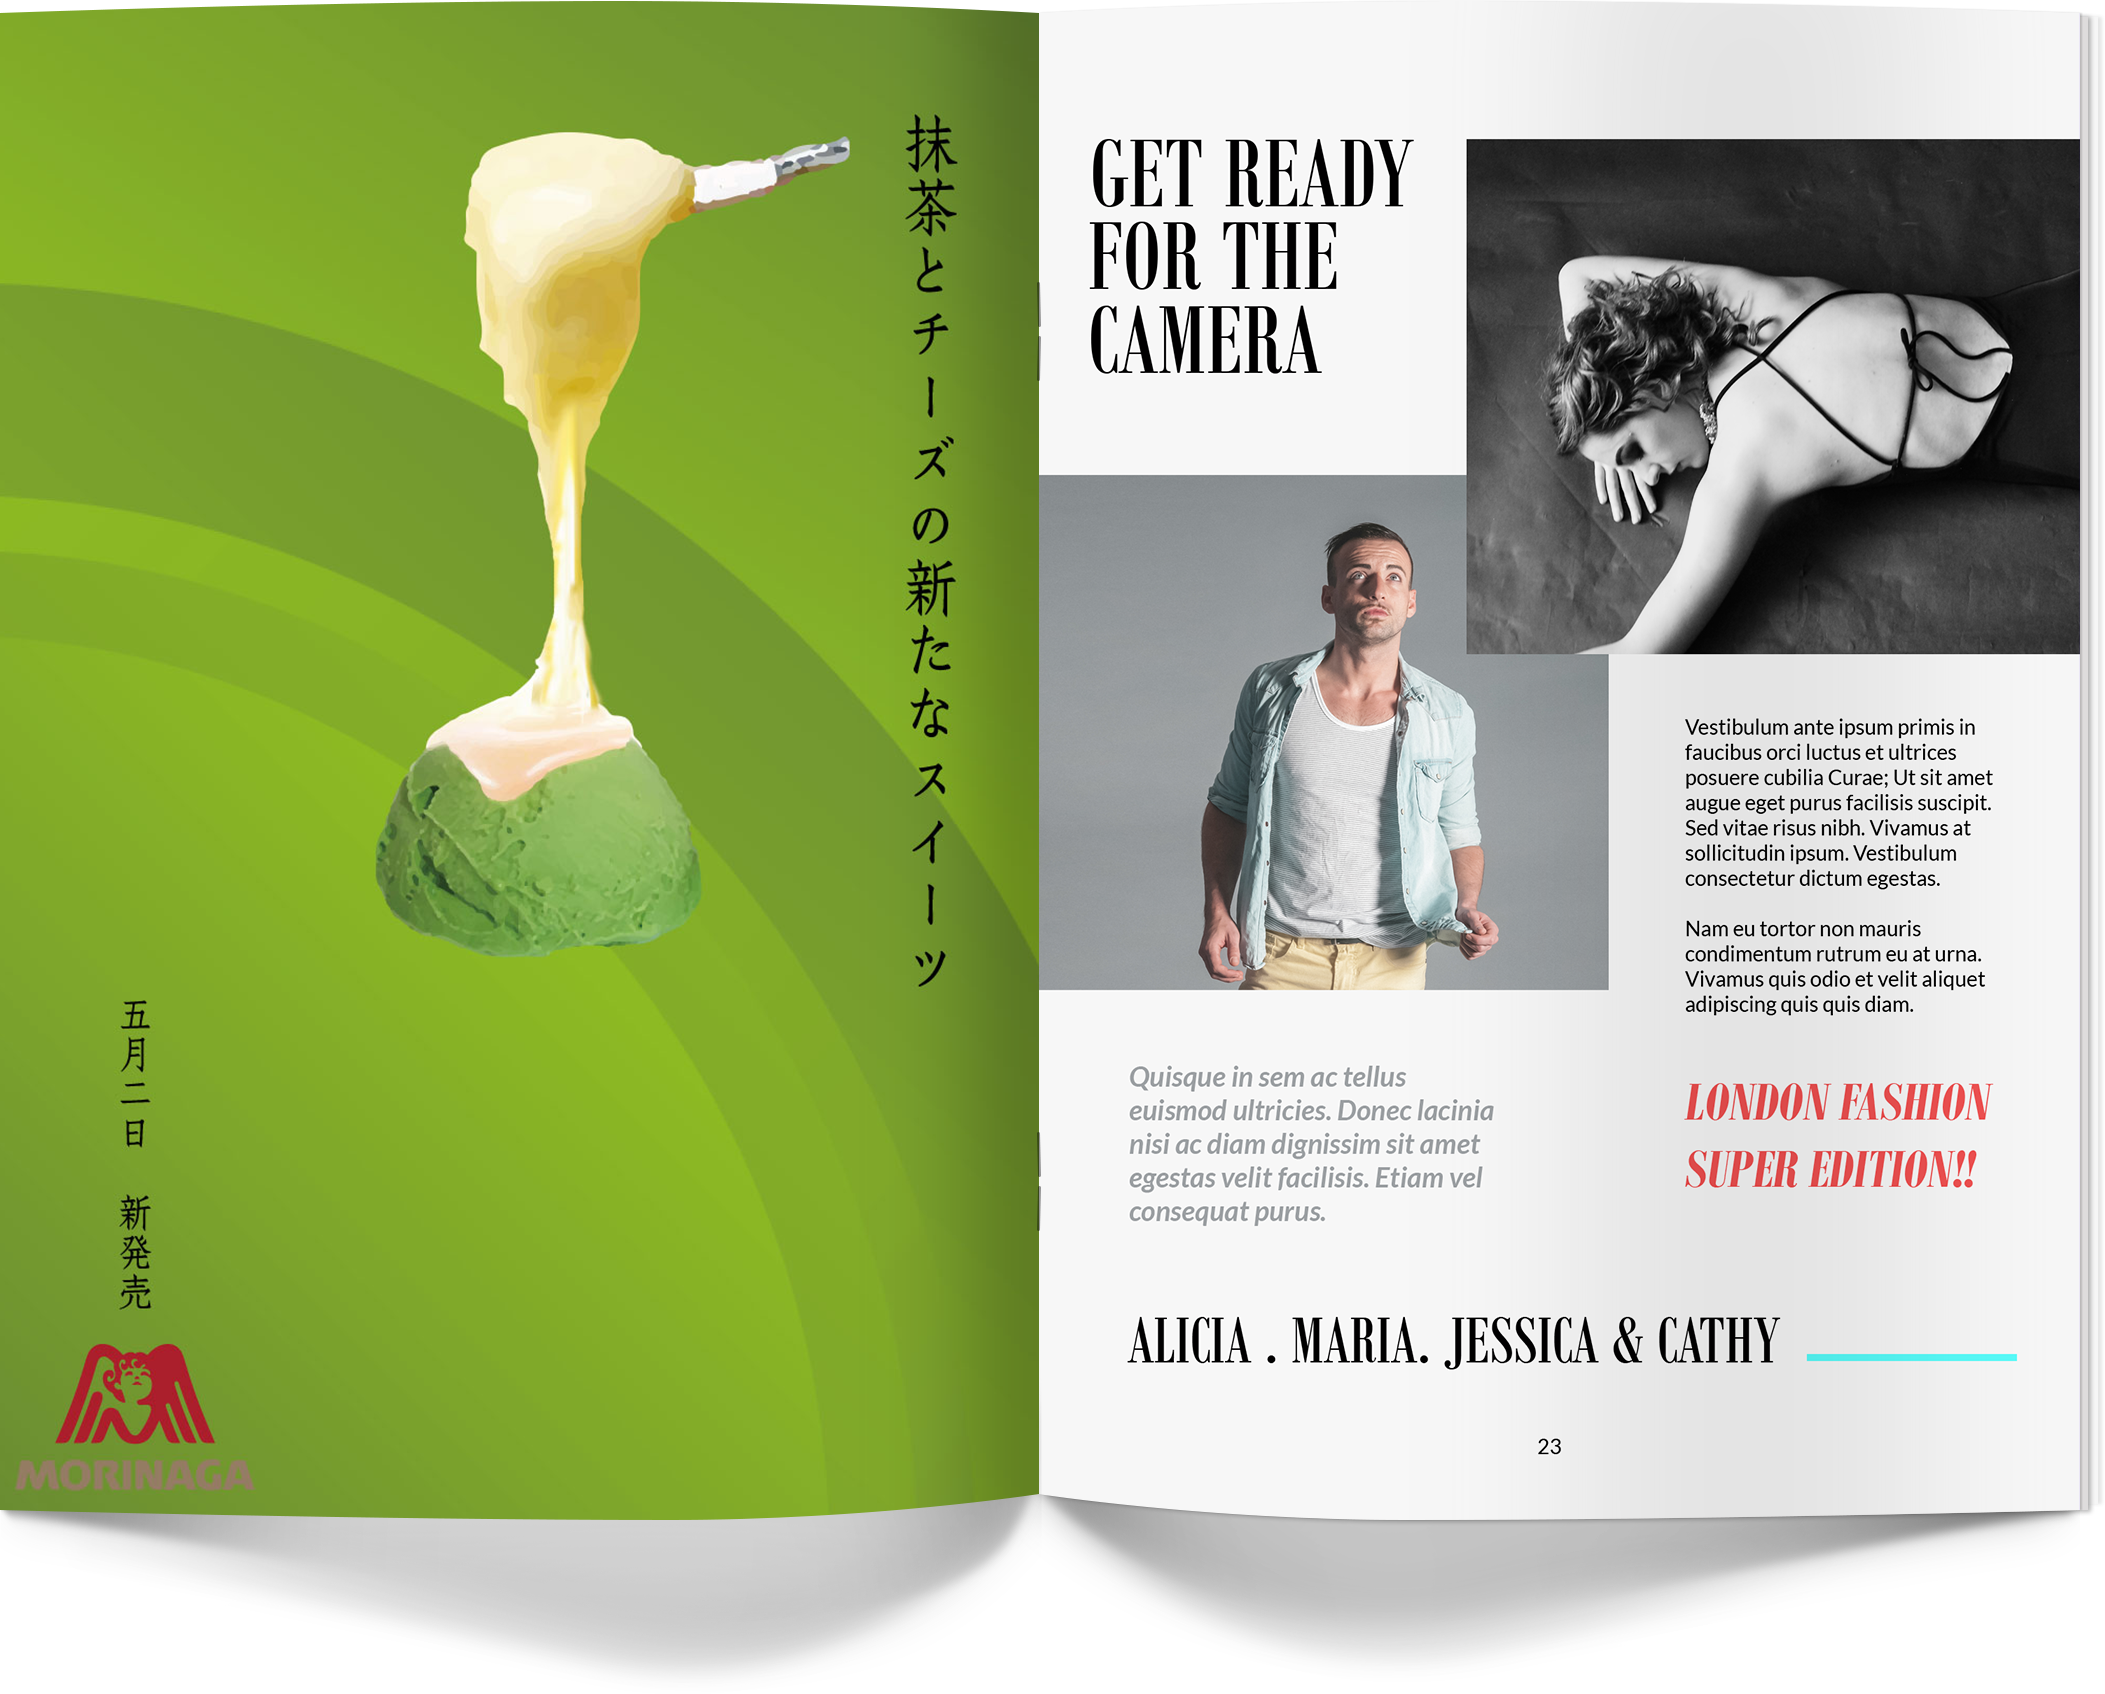 抹茶とチーズの新たなスイーツ
五月二日　新発売
MORINAGA
GET READY
FOR THE
CAMERA
Vestibulum ante ipsum primis in
faucibus orci luctus et ultrices
posuere cubilia Curae; Ut sit amet
augue eget purus facilisis suscipit.
Sed vitae risus nibh. Vivamus at
sollicitudin ipsum. Vestibulum
consectetur dictum egestas.
Nam eu tortor non mauris
condimentum rutrum eu at urna.
Vivamus quis odio et velit aliquet
adipiscing quis quis diam.
Quisque in sem ac tellus
euismod ultricies. Donec lacinia
nisi ac diam dignissim sit amet
egestas velit facilisis. Etiam vel
consequat purus.
LONDON FASHION
SUPER EDITION!!
ALICIA . MARIA. JESSICA & CATHY
23